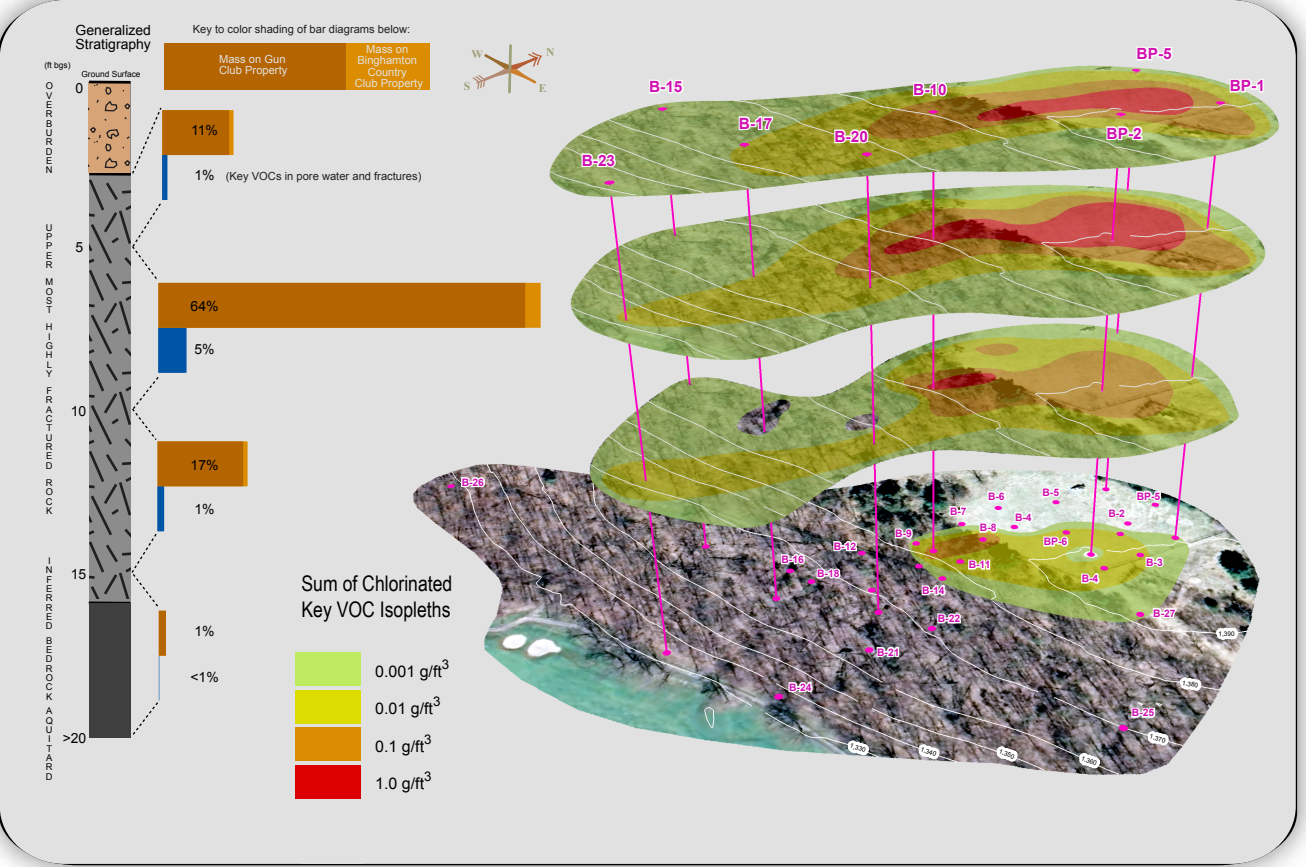 Generalized
Stratigraphy
(ft bgs)
Ground Surface
0
5
10
15
>20
OVERBURDEN
UPPER MOST HIGHLY FRACTURED ROCK
INFERRED BEDROCK AQUITARD
Key to color shading of bar diagrams below:
Mass on Gun
Club Property
Mass on
Binghamton
Country
Club Property
W
N
S
E
11%
1%
(Key VOCs in pore water and fractures)
64%
5%
17%
1%
1%
<1%
Sum of Chlorinated
Key VOC Isopleths
0.001 g/ft³
0.01 g/ft³
0.1 g/ft³
1.0 g/ft³
BP-5
B-15
B-10
BP-1
B-17
B-20
BP-2
B-23
B-26
B-6
B-5
BP-5
B-7
B-4
B-2
B-8
B-9
BP-6
B-12
B-16
B-11
B-3
B-18
B-4
B-14
B-27
B-22
B-21
B-24
B-25
1,390
1,380
1,370
1,330
1,340
1,350
1,360